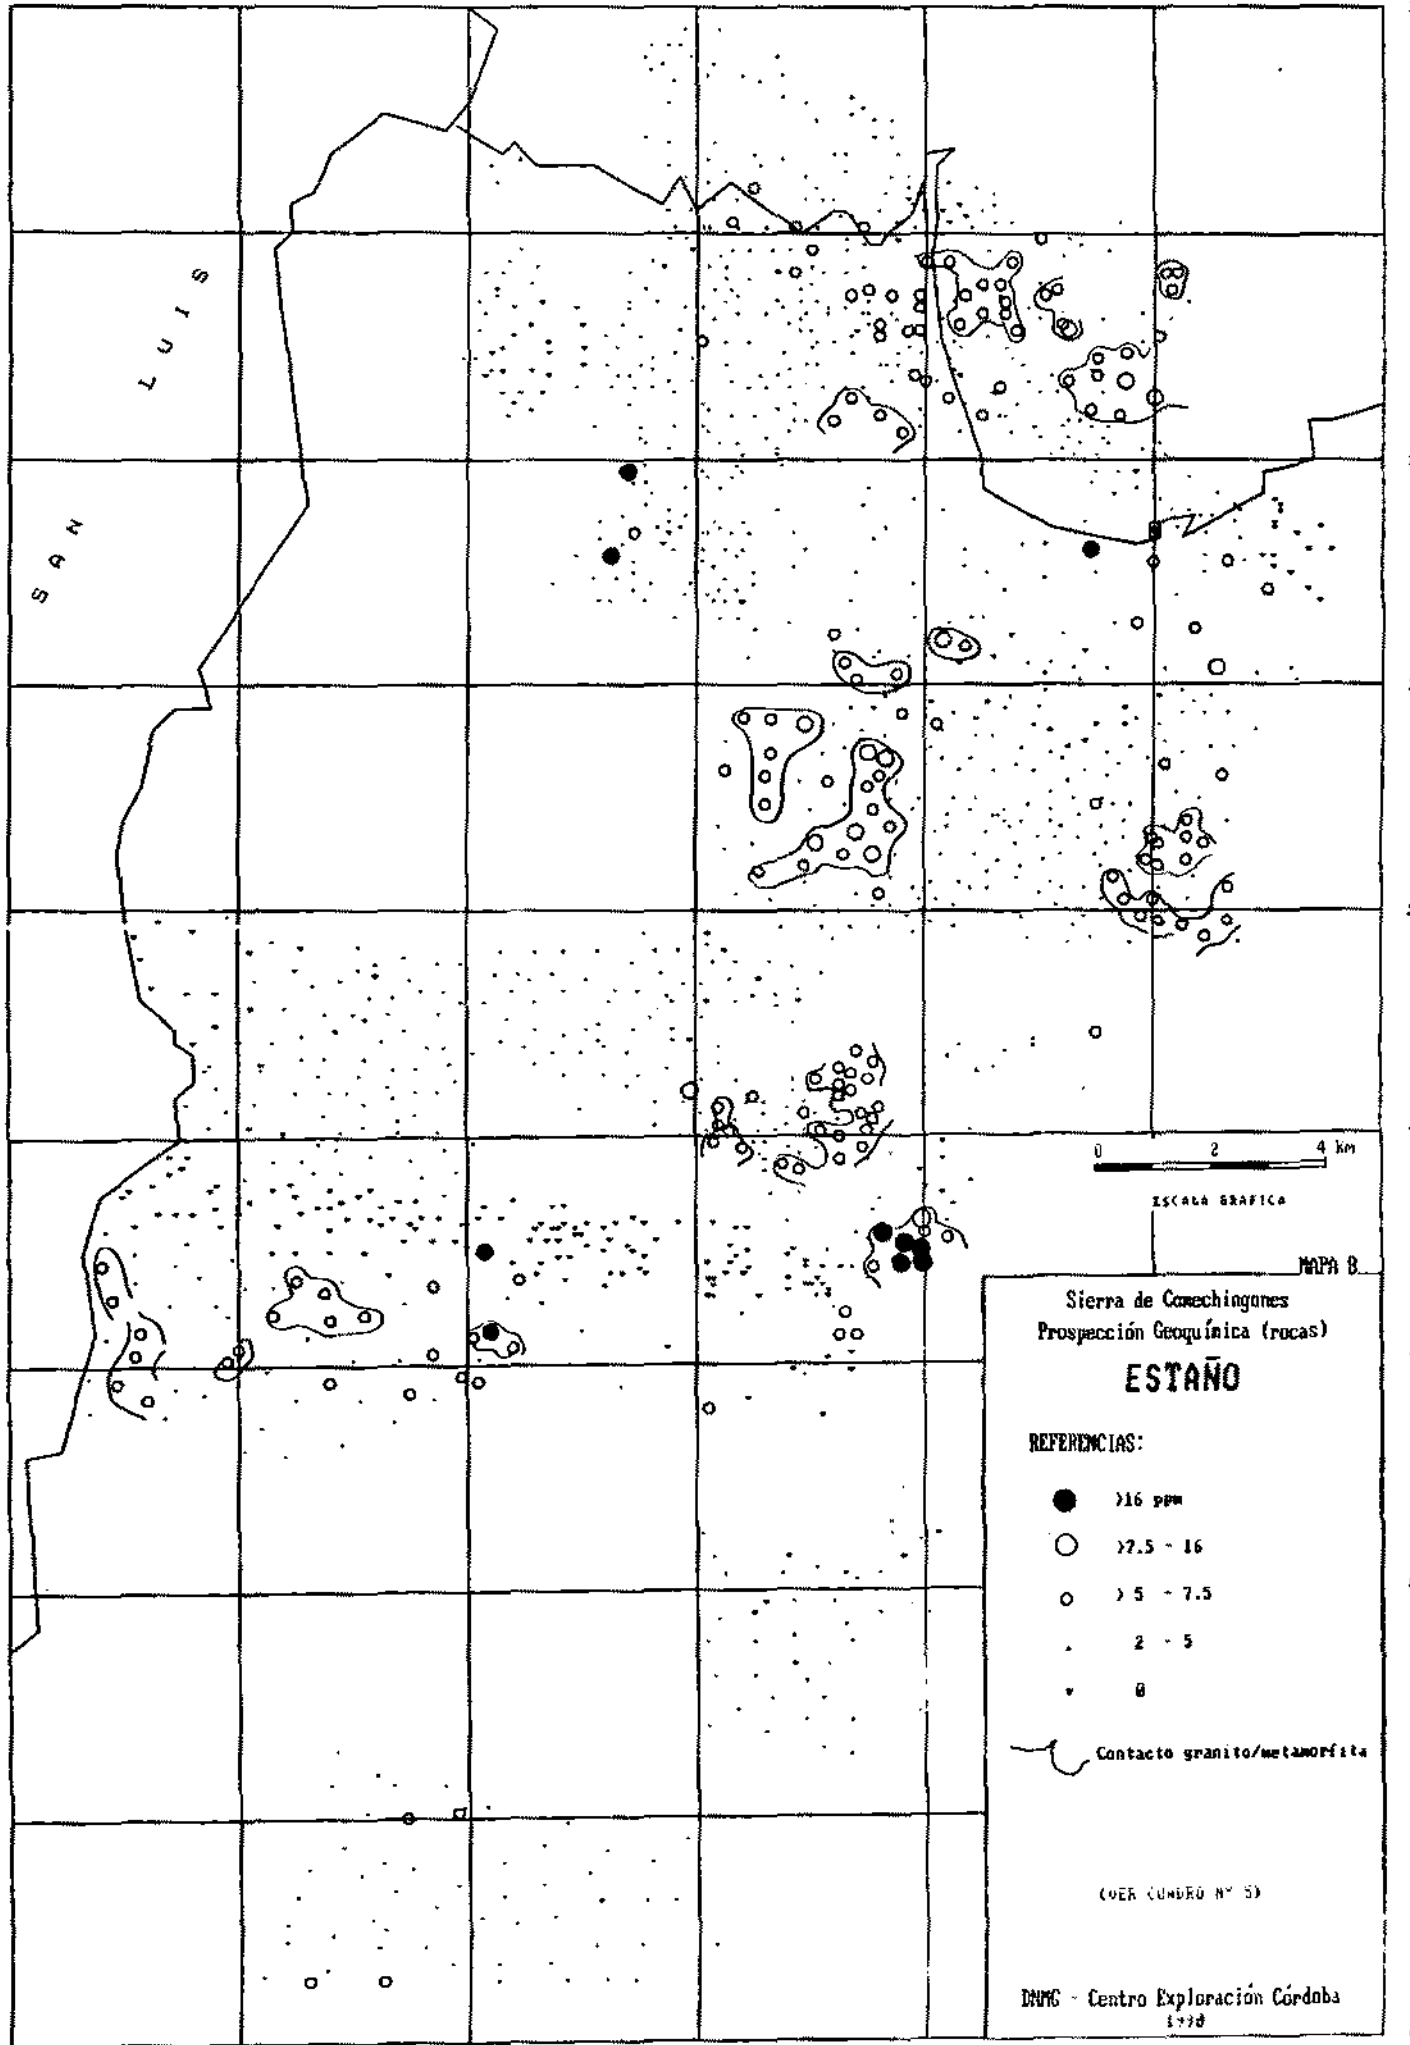 SAN LUIS
0 2 4 Km
ESCALA GRAFICA
MAPA B
Sierra de Comechingones
Prospección Geoquímica (rocas)
ESTAÑO
REFERENCIAS:
>16 ppm
>7.5 - 16
> 5 - 7.5
2 - 5
0
Contacto granito/metamorfita
(VER CUADRO Nº 5)
DNMG - Centro Exploración Córdoba